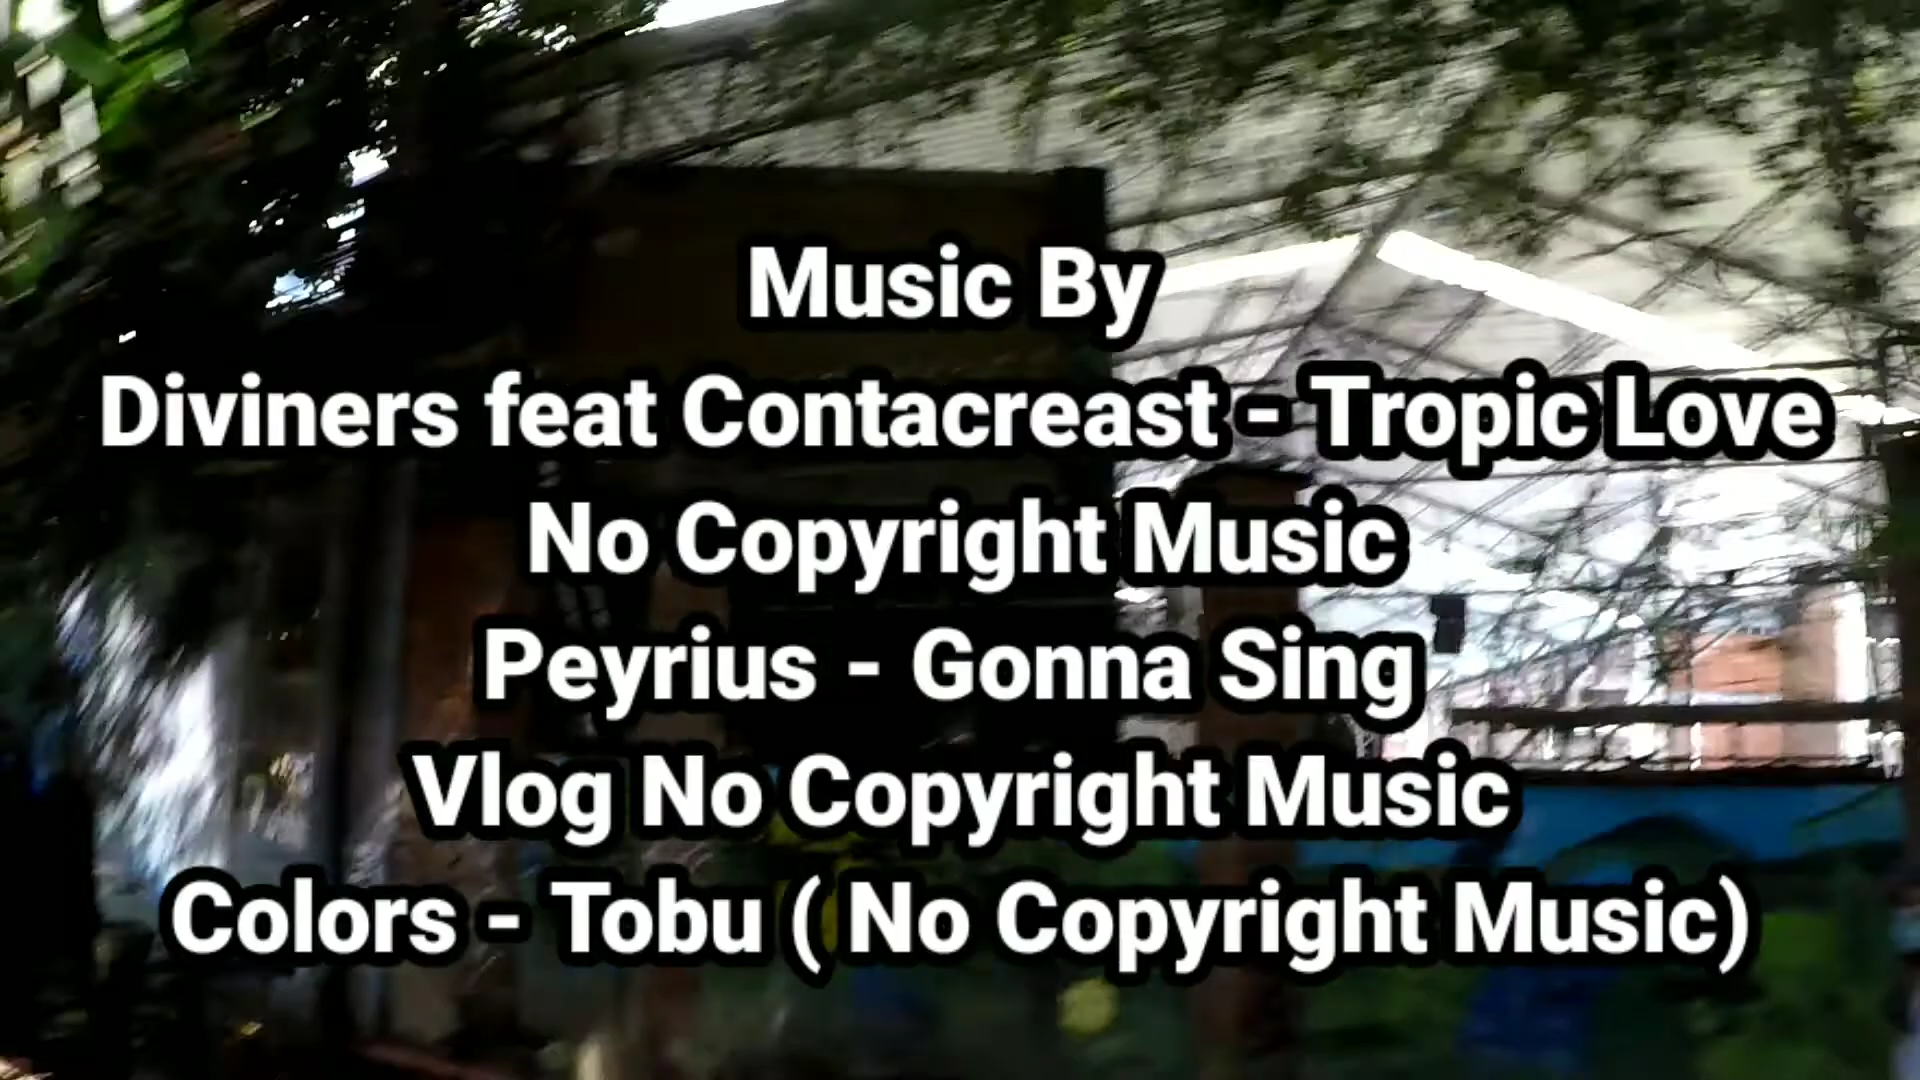 Music By
Diviners feat Contacreast - Tropic Love
No Copyright Music
Peyrius - Gonna Sing
Vlog No Copyright Music
Colors - Tobu ( No Copyright Music)